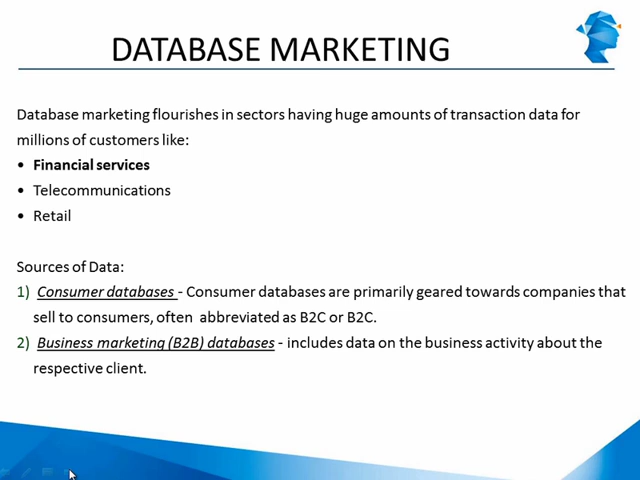 DATABASE MARKETING
Database marketing flourishes in sectors having huge amounts of transaction data for
millions of customers like:
• Financial services
• Telecommunications
• Retail
Sources of Data:
1) Consumer databases - Consumer databases are primarily geared towards companies that
sell to consumers, often abbreviated as B2C or B2C.
2) Business marketing (B2B) databases - includes data on the business activity about the
respective client.